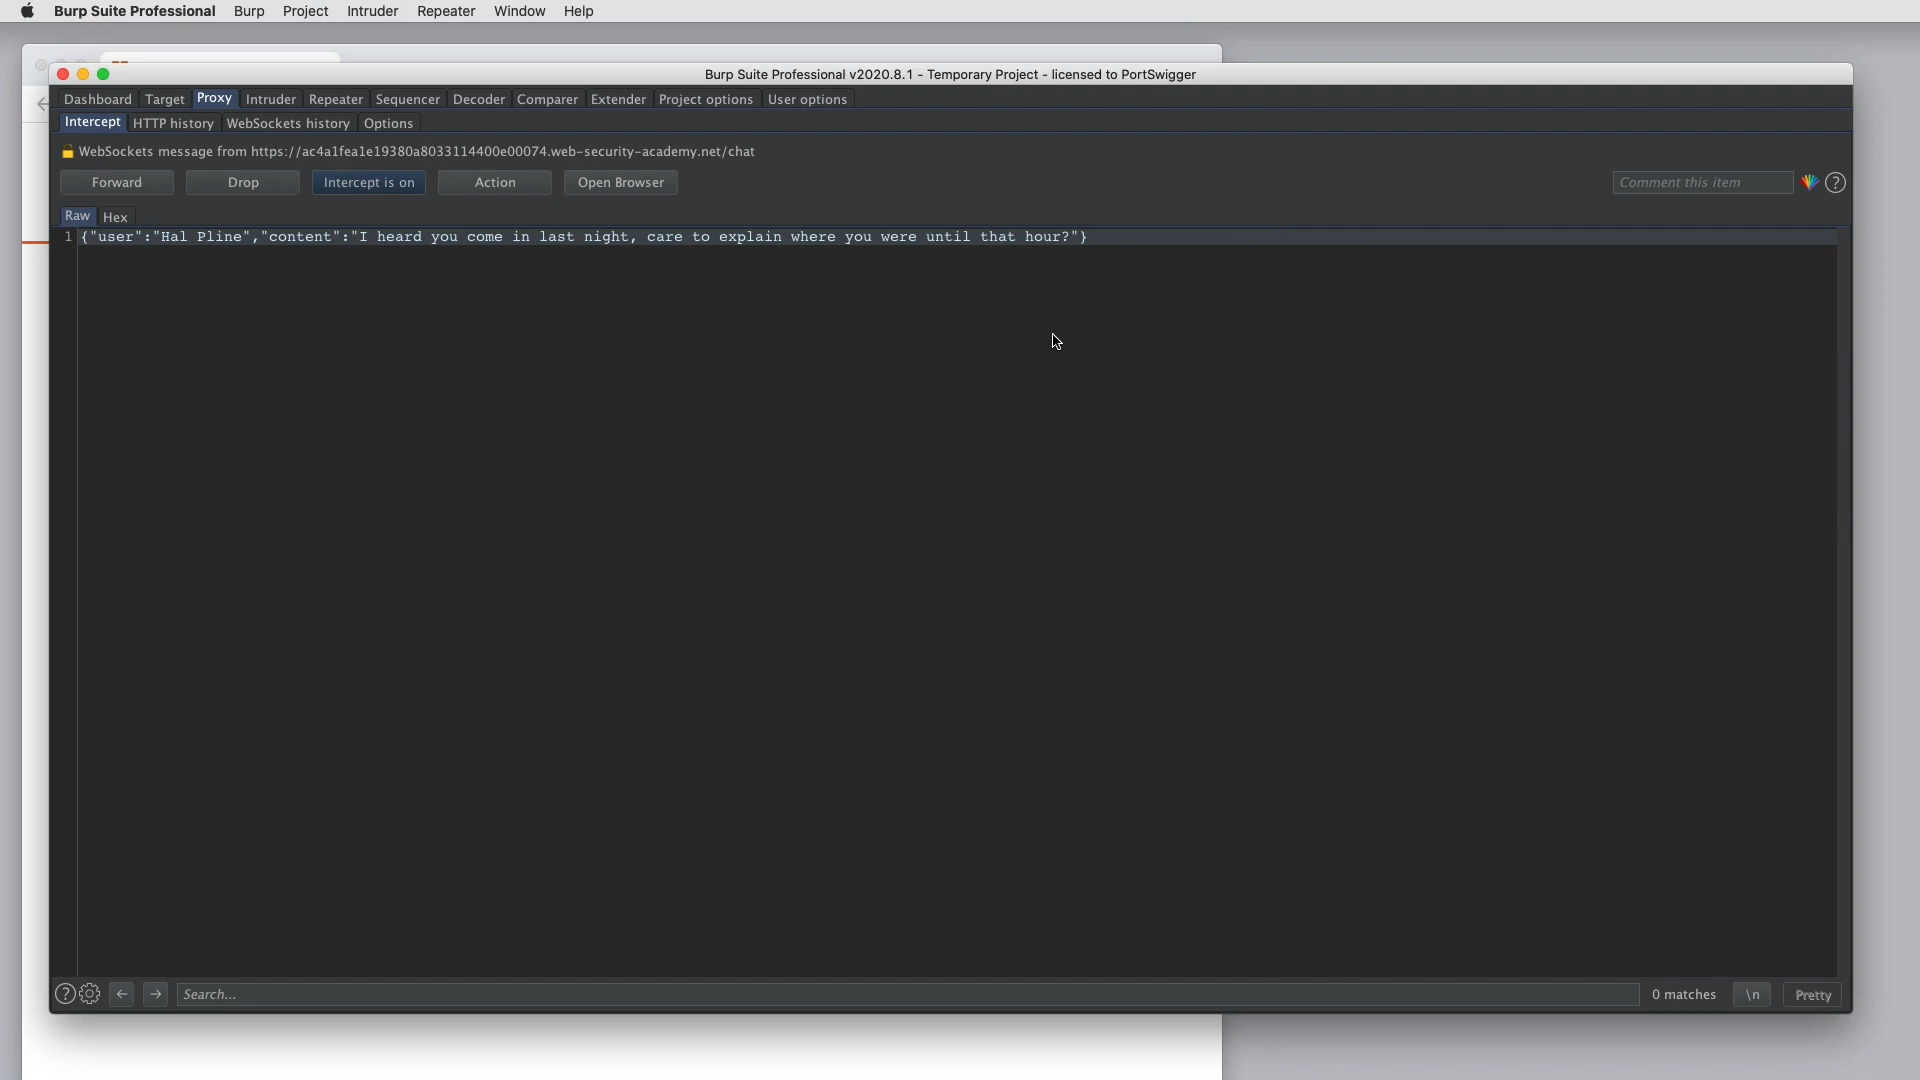 Burp Suite Professional Burp Project Intruder Repeater Window Help
Burp Suite Professional v2020.8.1 - Temporary Project - licensed to PortSwigger
Dashboard Target Proxy Intruder Repeater Sequencer Decoder Comparer Extender Project options User options
Intercept HTTP history WebSockets history Options
WebSockets message from https://ac4a1fea1e19380a8033114400e00074.web-security-academy.net/chat
Forward Drop Intercept is on Action Open Browser Comment this item ?
Raw Hex
1 {"user":"Hal Pline","content":"I heard you come in last night, care to explain where you were until that hour?"}
? Search... 0 matches \n Pretty